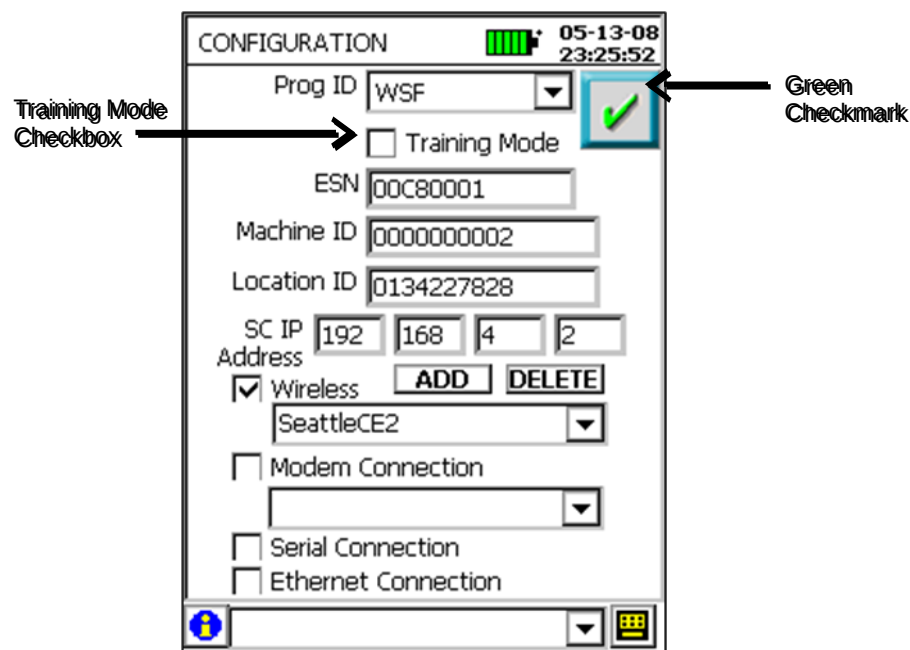 CONFIGURATION
05-13-08
23:25:52
Prog ID WSF
Green
Checkmark
Training Mode
Checkbox
Training Mode
ESN 00C80001
Machine ID 0000000002
Location ID 0134227828
SC IP
Address 192 168 4 2
Wireless ADD DELETE
SeattleCE2
Modem Connection
Serial Connection
Ethernet Connection